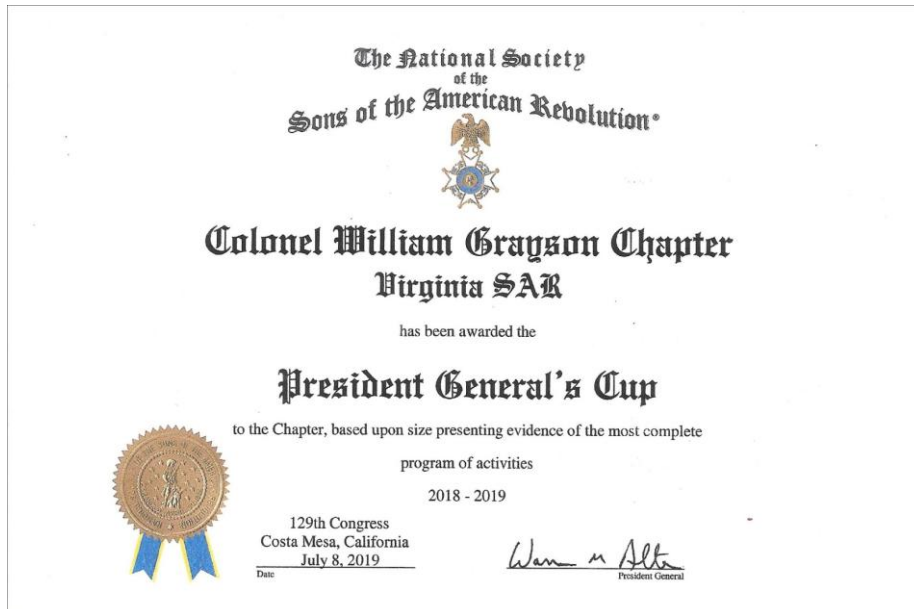 The National Society
of the
Sons of the American Revolution®
Colonel William Grayson Chapter
Virginia SAR
has been awarded the
President General's Cup
to the Chapter, based upon size presenting evidence of the most complete
program of activities
2018 - 2019
129th Congress
Costa Mesa, California
July 8, 2019
Date
Warren M Alter
President General